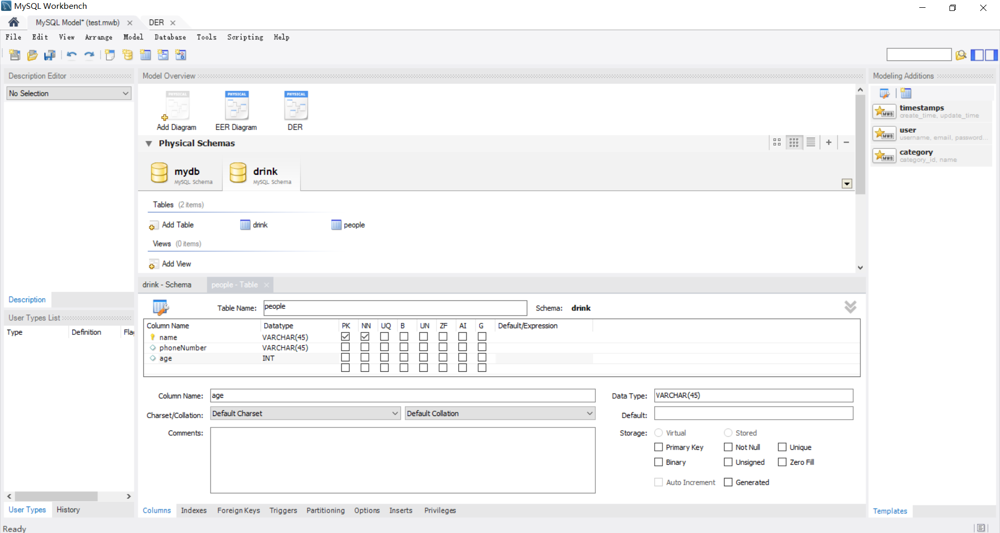 MySQL Workbench
MySQL Model* (test.mwb)
DER
File Edit View Arrange Model Database Tools Scripting Help
Description Editor
Model Overview
Modeling Additions
No Selection
PHYSICAL
PHYSICAL
PHYSICAL
Add Diagram
EER Diagram
DER
MWB
timestamps
create_time, update_time
MWB
user
username, email, password...
MWB
category
category_id, name
Physical Schemas
mydb
MySQL Schema
drink
MySQL Schema
Tables (2 items)
Add Table
drink
people
Views (0 items)
Add View
drink - Schema
people - Table
Description
Table Name:
people
Schema: drink
User Types List
Type Definition Flag
Column Name Datatype PK NN UQ B UN ZF AI G Default/Expression
name VARCHAR(45)
phoneNumber VARCHAR(45)
age INT
Column Name: age
Data Type: VARCHAR(45)
Charset/Collation: Default Charset Default Collation
Default:
Comments:
Storage: Virtual Stored
Primary Key Not Null Unique
Binary Unsigned Zero Fill
Auto Increment Generated
User Types History
Columns Indexes Foreign Keys Triggers Partitioning Options Inserts Privileges
Templates
Ready